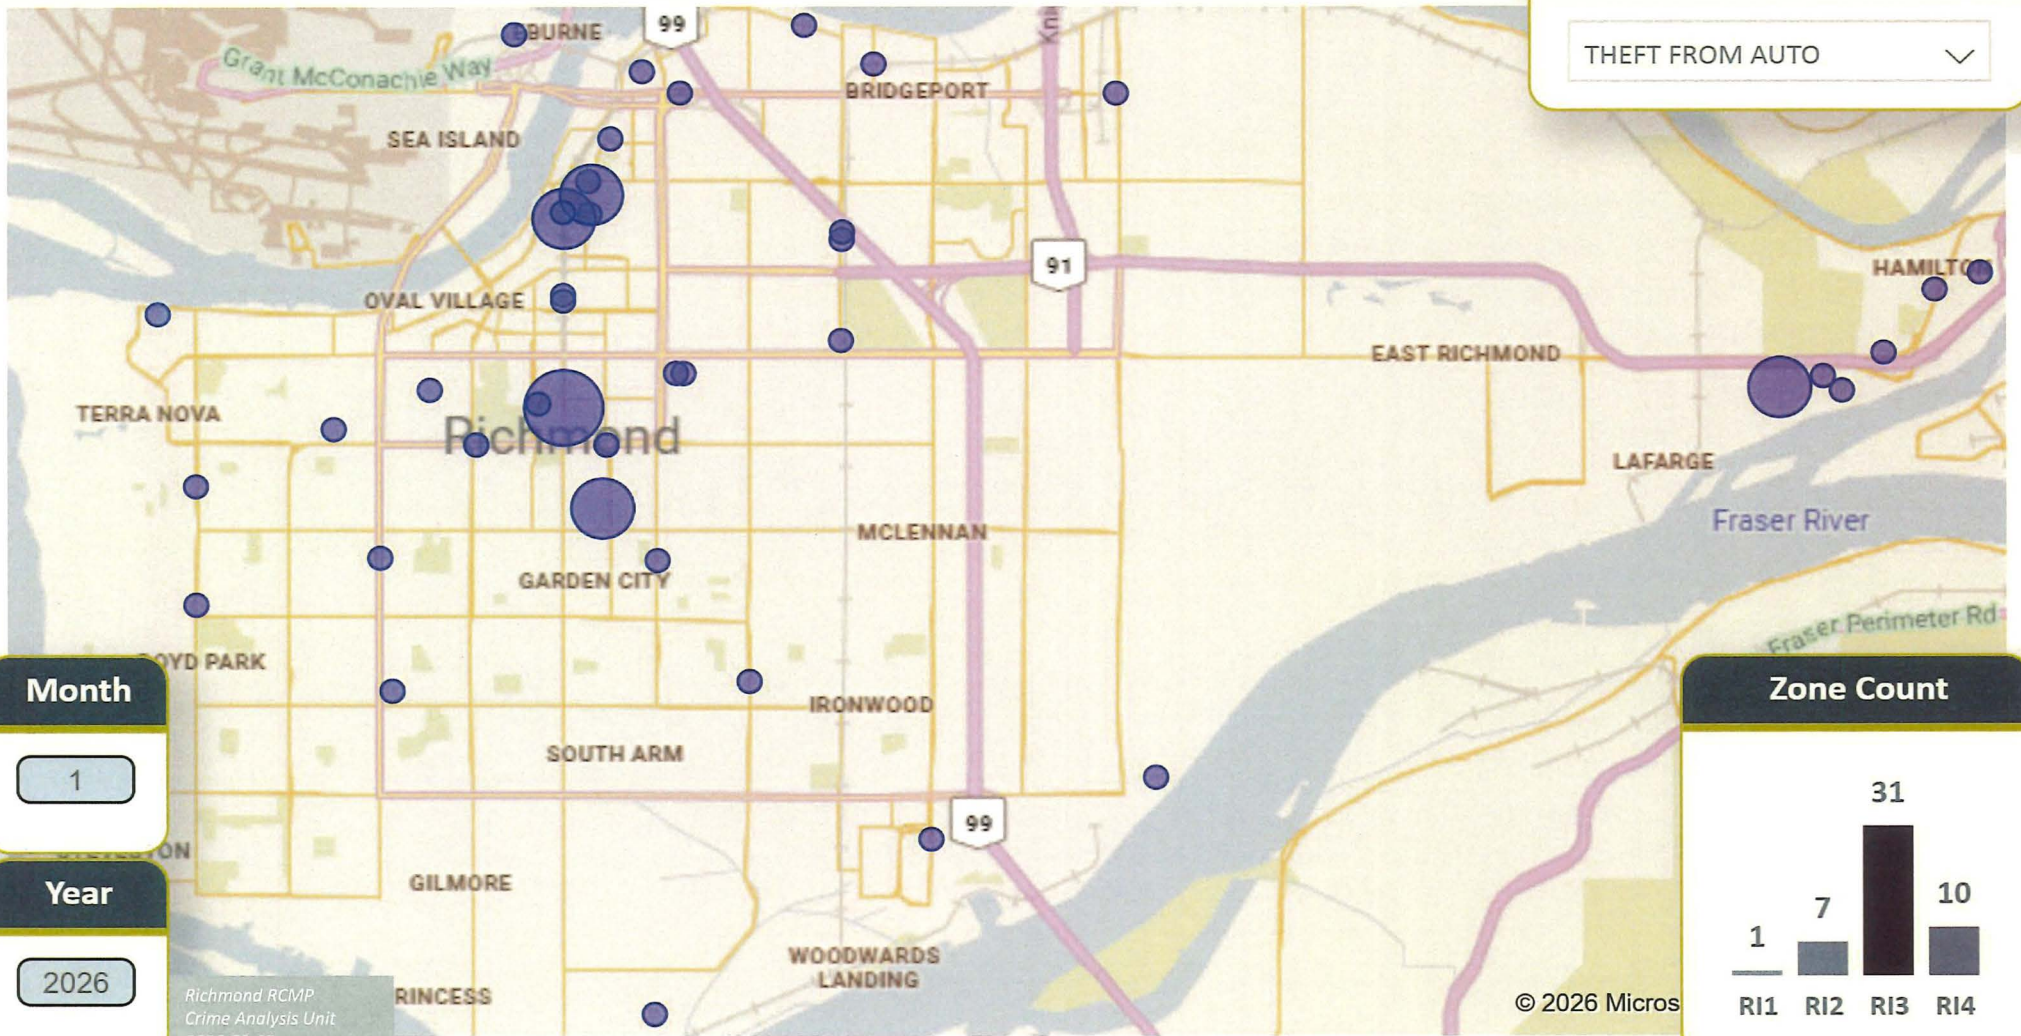 99
BURNE
Grant McConachie Way
BRIDGEPORT
SEA ISLAND
THEFT FROM AUTO
91
HAMILTON
OVAL VILLAGE
EAST RICHMOND
TERRA NOVA
Richmond
LAFARGE
Fraser River
MCLENNAN
GARDEN CITY
Fraser Perimeter Rd
OYD PARK
IRONWOOD
SOUTH ARM
99
GILMORE
WOODWARDS
LANDING
RINCESS
Month
1
Year
2026
Richmond RCMP
Crime Analysis Unit
© 2026 Micros
Zone Count
31
10
7
1
RI1 RI2 RI3 RI4